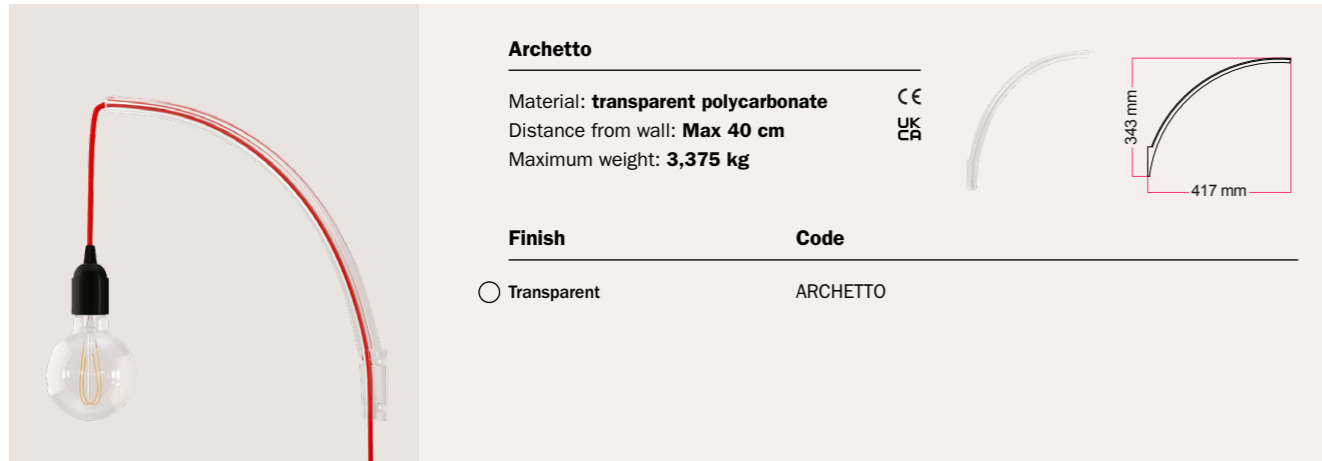 Archetto
Material: transparent polycarbonate
CE
Distance from wall: Max 40 cm
UK
CA
Maximum weight: 3,375 kg
343 mm
417 mm
Finish
Code
Transparent
ARCHETTO